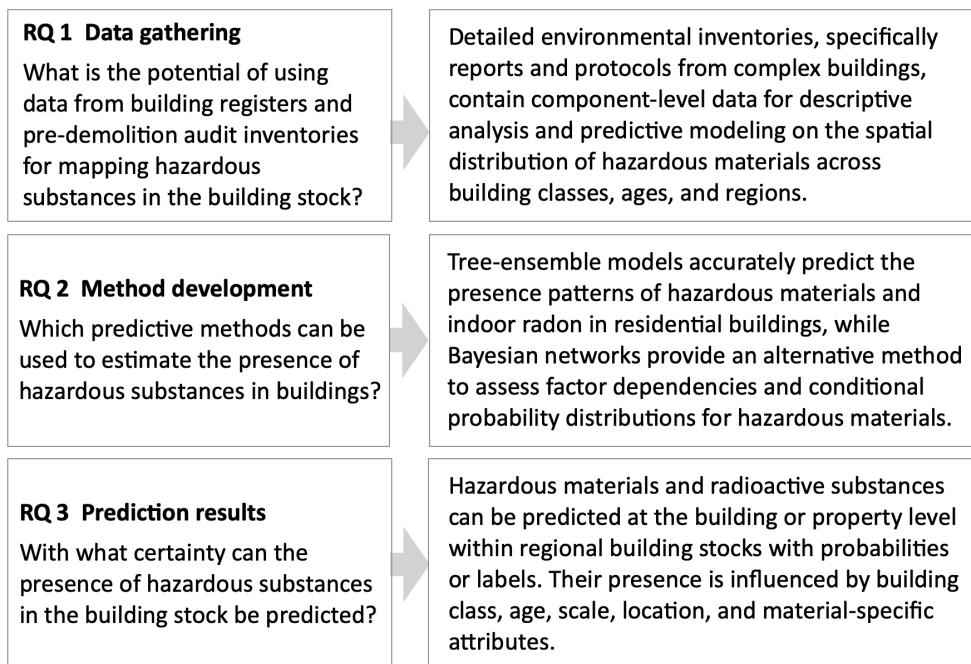 RQ 1  Data gathering
What is the potential of using
data from building registers and
pre-demolition audit inventories
for mapping hazardous
substances in the building stock?
Detailed environmental inventories, specifically
reports and protocols from complex buildings,
contain component-level data for descriptive
analysis and predictive modeling on the spatial
distribution of hazardous materials across
building classes, ages, and regions.
RQ 2  Method development
Which predictive methods can be
used to estimate the presence of
hazardous substances in buildings?
Tree-ensemble models accurately predict the
presence patterns of hazardous materials and
indoor radon in residential buildings, while
Bayesian networks provide an alternative method
to assess factor dependencies and conditional
probability distributions for hazardous materials.
RQ 3  Prediction results
With what certainty can the
presence of hazardous substances
in the building stock be predicted?
Hazardous materials and radioactive substances
can be predicted at the building or property level
within regional building stocks with probabilities
or labels. Their presence is influenced by building
class, age, scale, location, and material-specific
attributes.